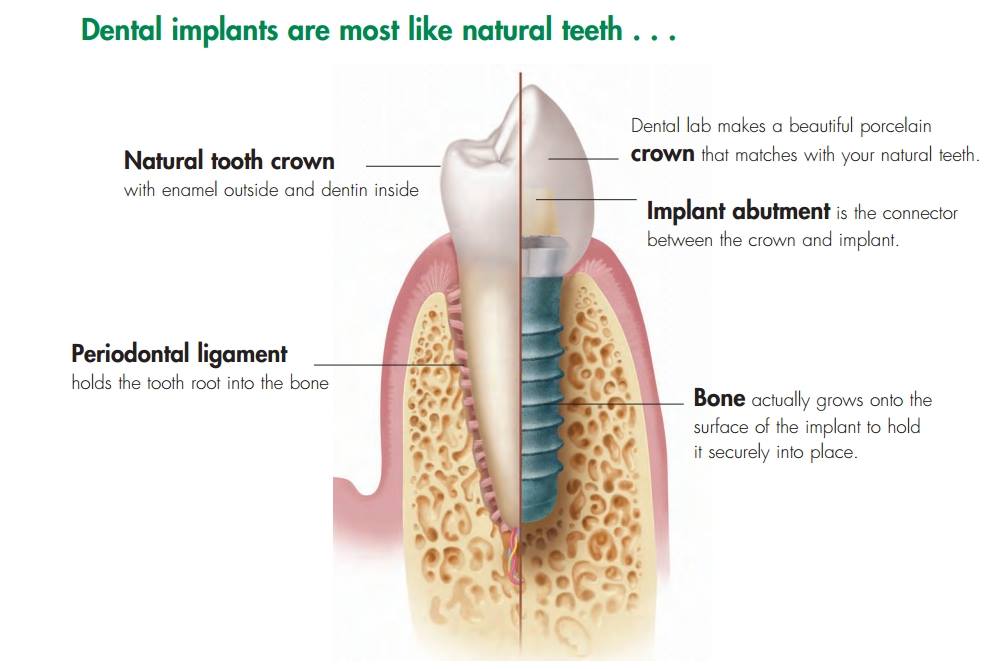 Dental implants are most like natural teeth . . .
Natural tooth crown
with enamel outside and dentin inside
Periodontal ligament
holds the tooth root into the bone
Dental lab makes a beautiful porcelain
crown that matches with your natural teeth.
Implant abutment is the connector
between the crown and implant.
Bone actually grows onto the
surface of the implant to hold
it securely into place.